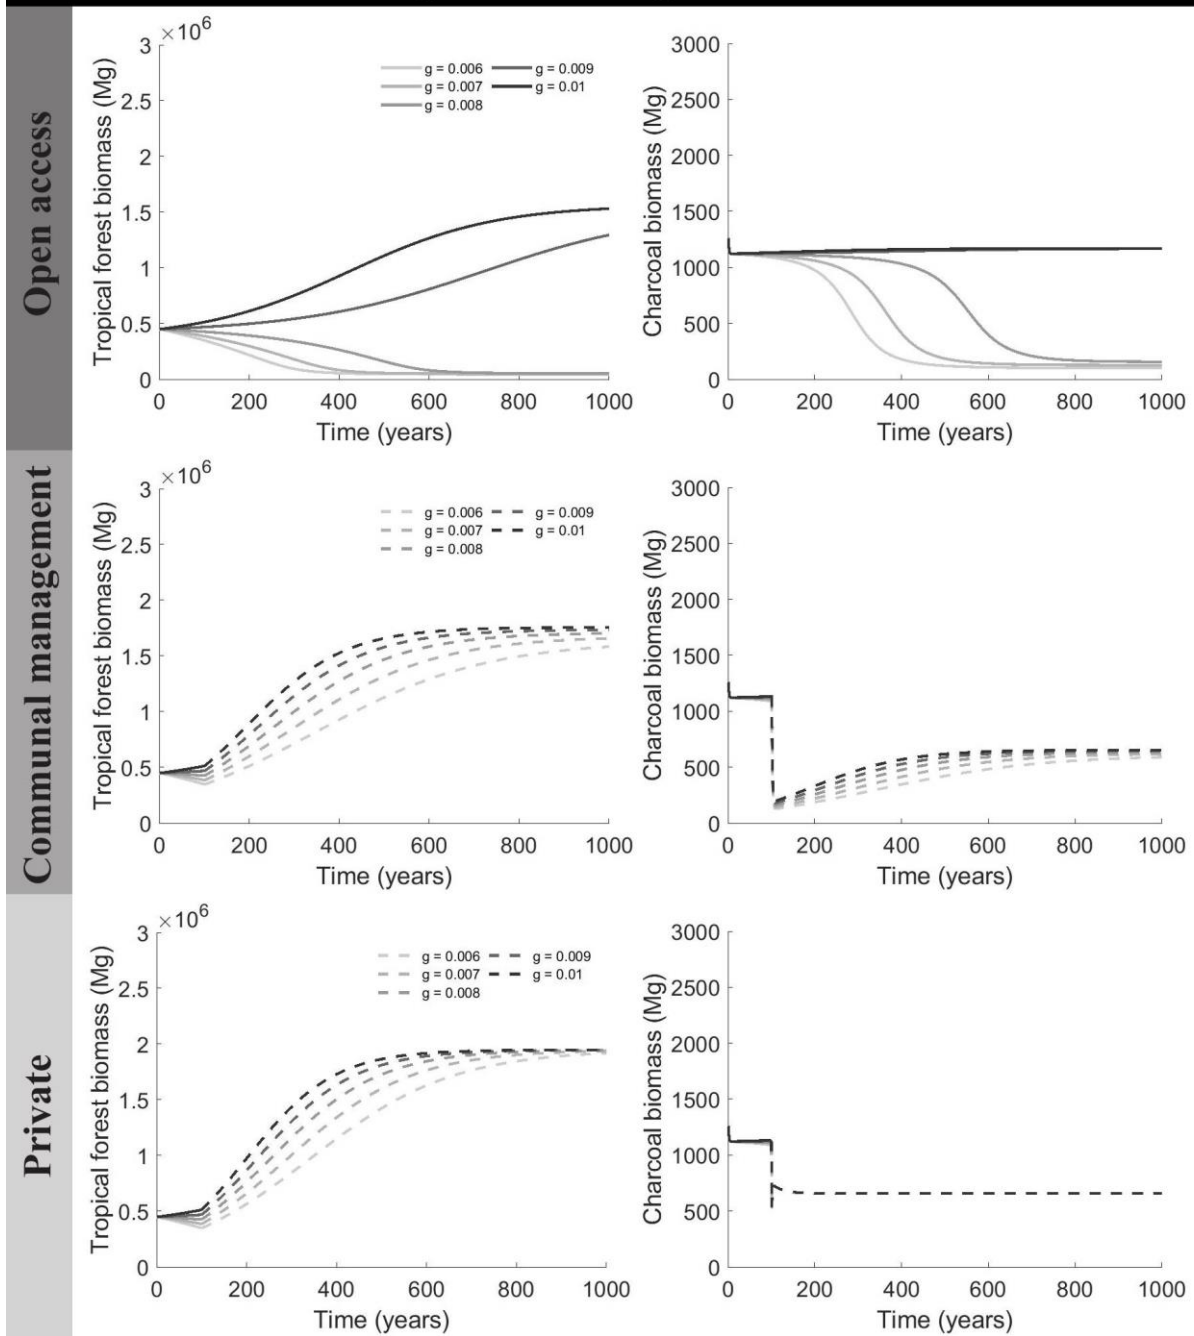 Open access
×10^6
Tropical forest biomass (Mg)
3
2.5
2
1.5
1
0.5
0
g = 0.006 g = 0.009
g = 0.007 g = 0.01
g = 0.008
0 200 400 600 800 1000
Time (years)
Charcoal biomass (Mg)
3000
2500
2000
1500
1000
500
0
0 200 400 600 800 1000
Time (years)
Communal management
×10^6
Tropical forest biomass (Mg)
3
2.5
2
1.5
1
0.5
0
g = 0.006 g = 0.009
g = 0.007 g = 0.01
g = 0.008
0 200 400 600 800 1000
Time (years)
Charcoal biomass (Mg)
3000
2500
2000
1500
1000
500
0
0 200 400 600 800 1000
Time (years)
Private
×10^6
Tropical forest biomass (Mg)
3
2.5
2
1.5
1
0.5
0
g = 0.006 g = 0.009
g = 0.007 g = 0.01
g = 0.008
0 200 400 600 800 1000
Time (years)
Charcoal biomass (Mg)
3000
2500
2000
1500
1000
500
0
0 200 400 600 800 1000
Time (years)